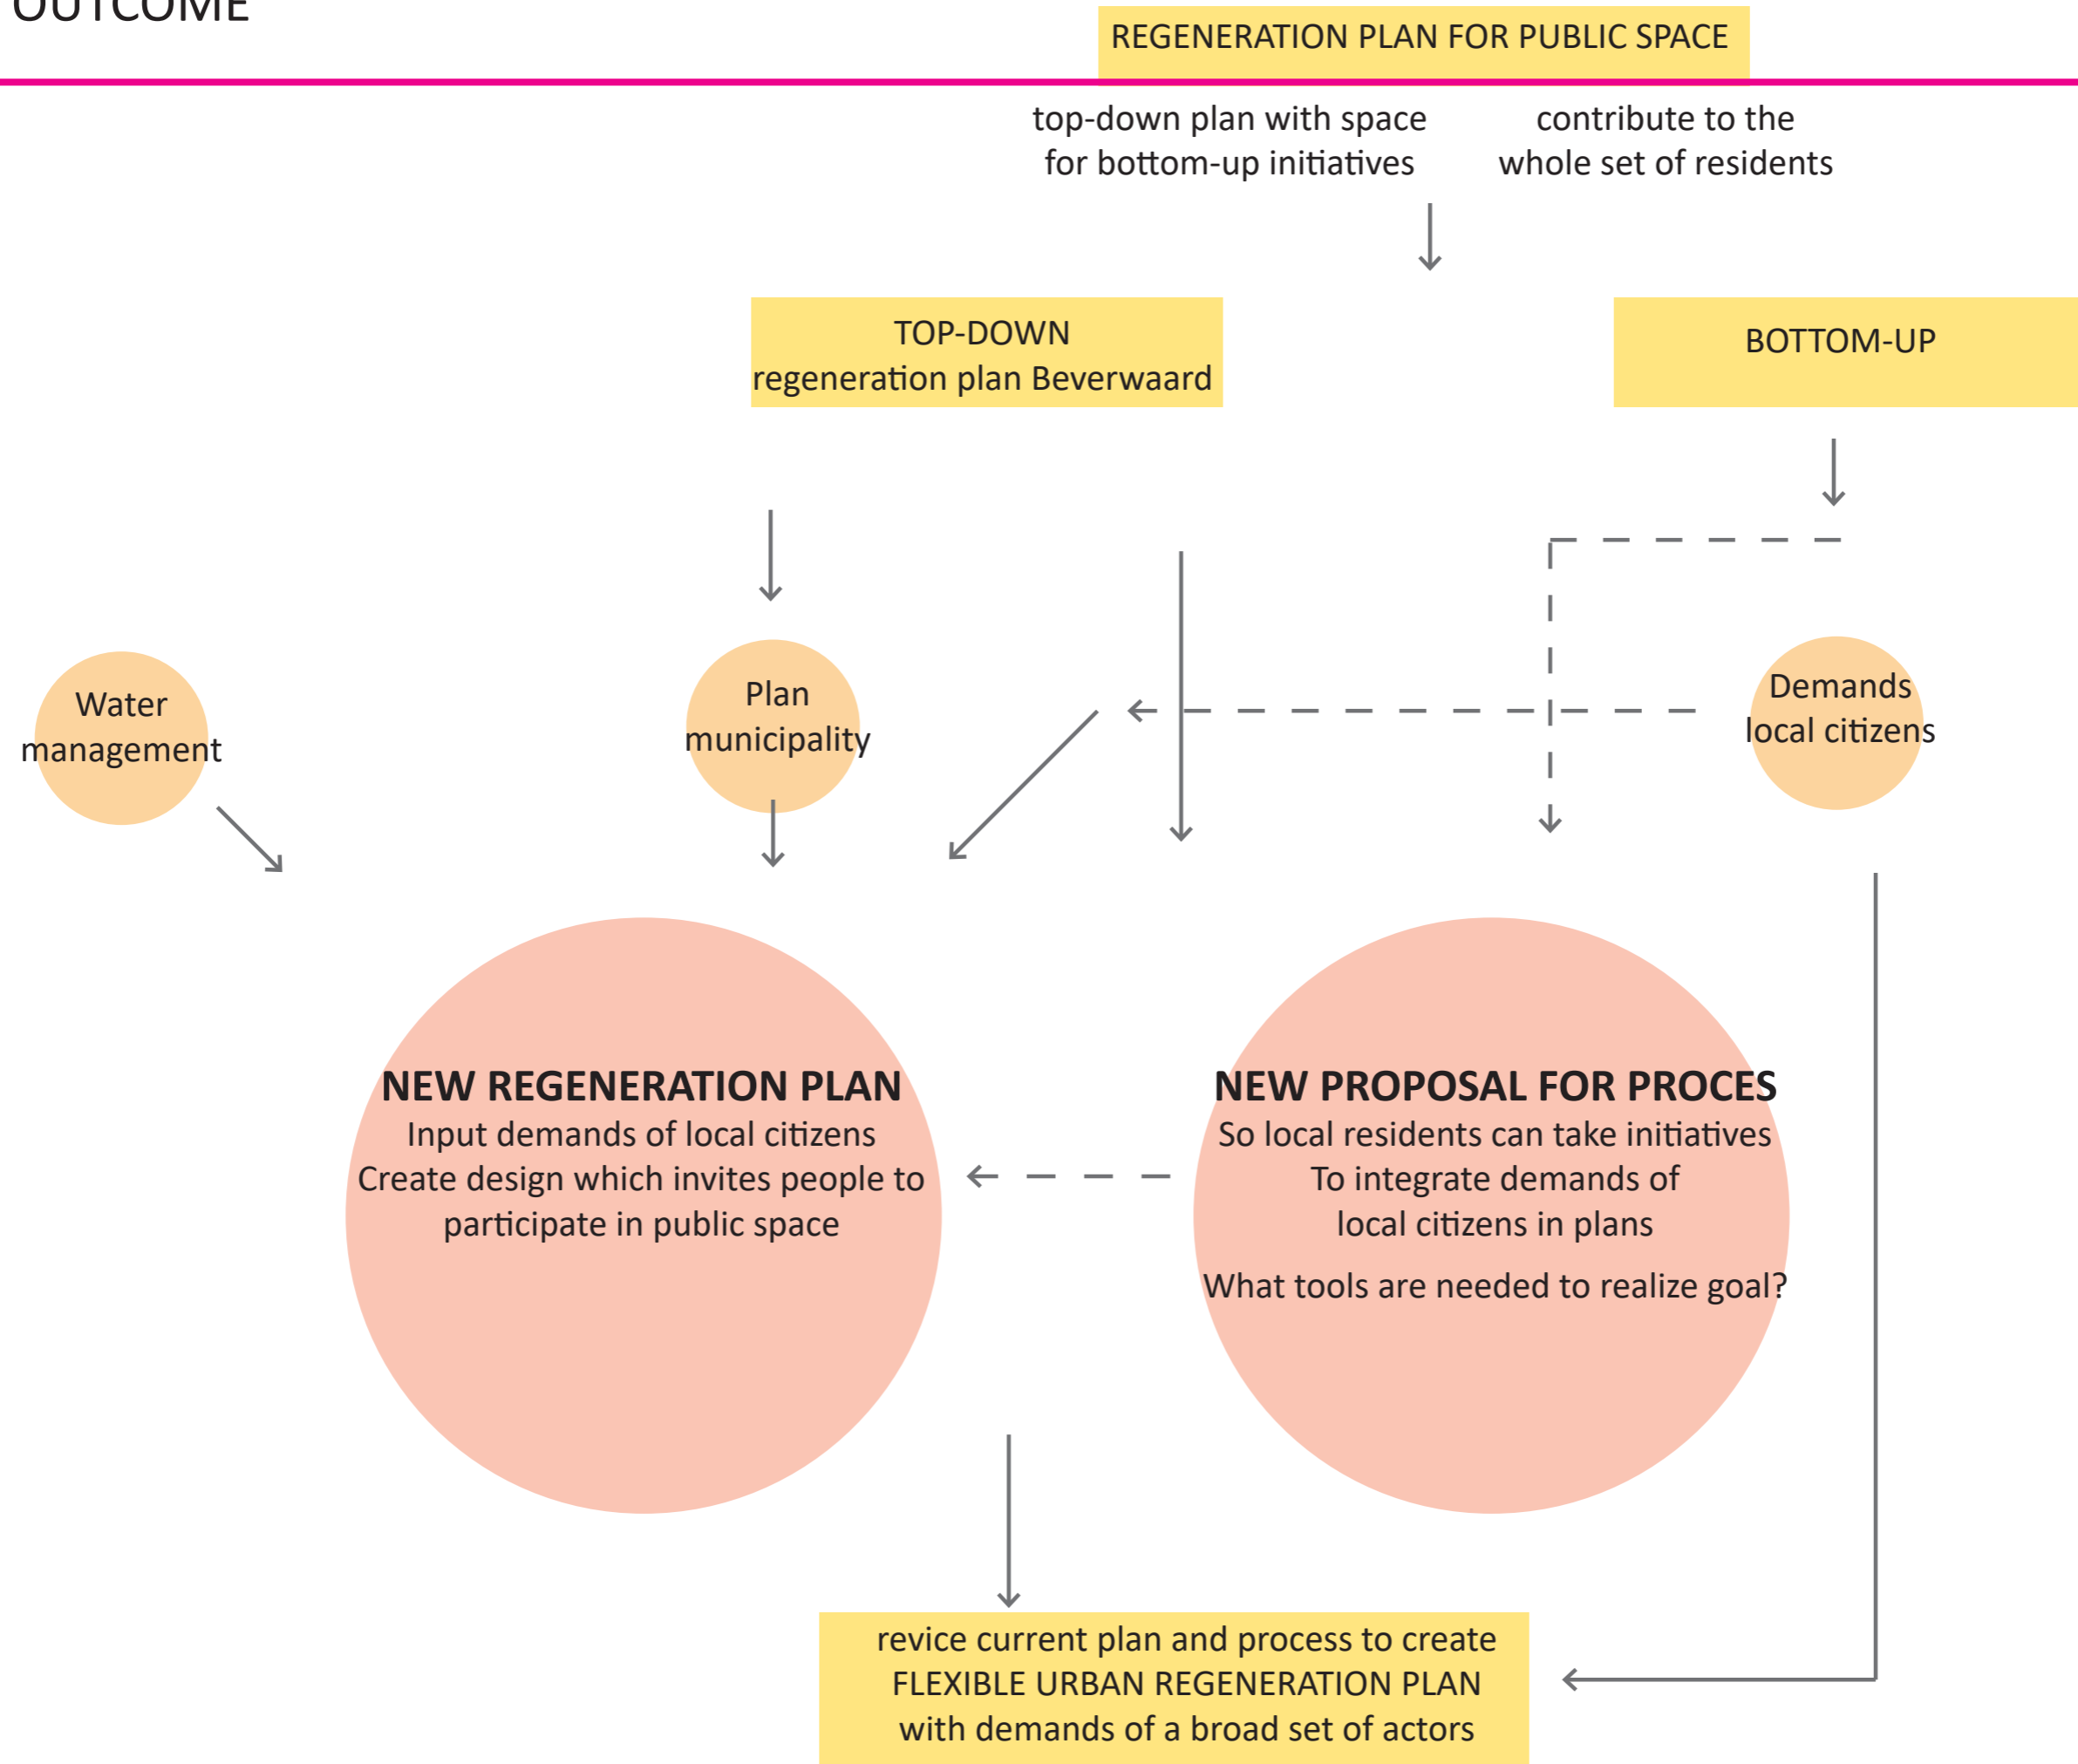 OUTCOME
REGENERATION PLAN FOR PUBLIC SPACE
top-down plan with space
for bottom-up initiatives
contribute to the
whole set of residents
TOP-DOWN
regeneration plan Beverwaard
BOTTOM-UP
Water
management
Plan
municipality
Demands
local citizens
NEW REGENERATION PLAN
Input demands of local citizens
Create design which invites people to
participate in public space
NEW PROPOSAL FOR PROCES
So local residents can take initiatives
To integrate demands of
local citizens in plans
What tools are needed to realize goal?
revice current plan and process to create
FLEXIBLE URBAN REGENERATION PLAN
with demands of a broad set of actors